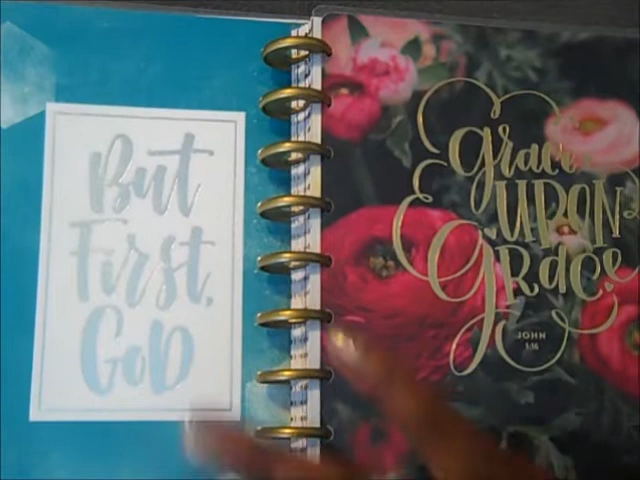 But
First,
GoD
Grace
UPON
GRace
JOHN
1:16